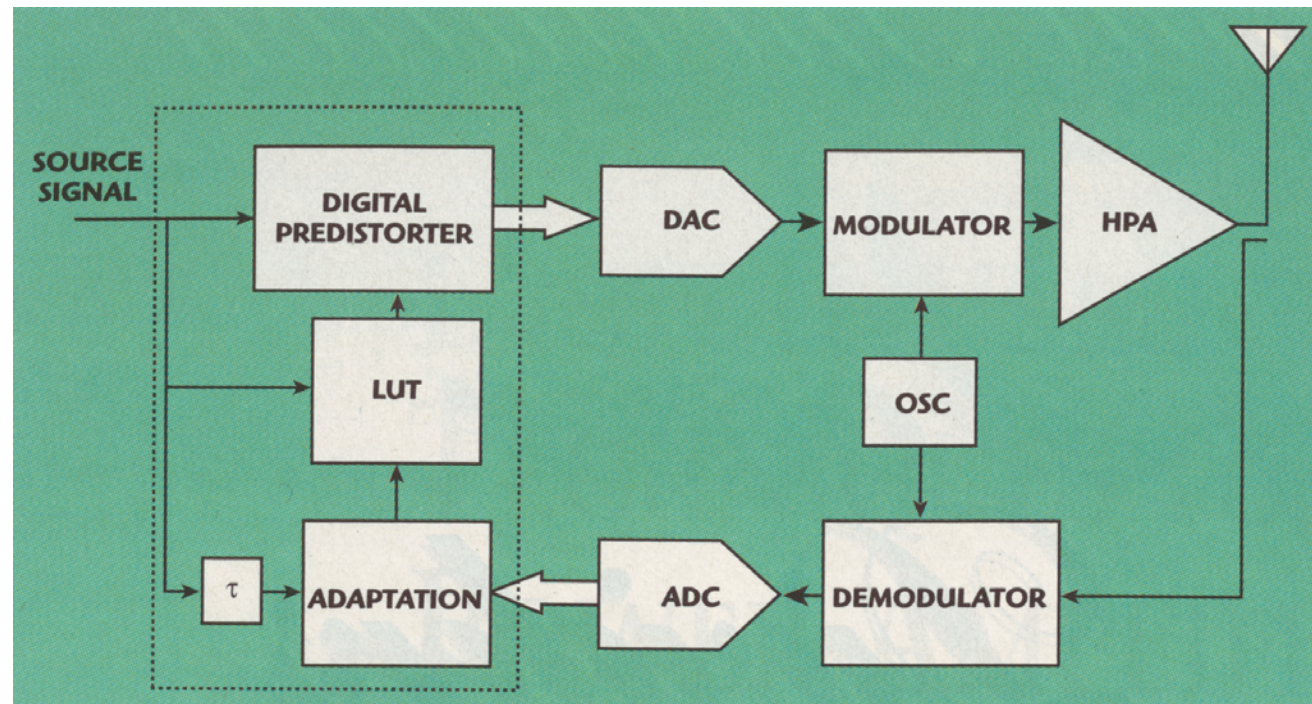 SOURCE
SIGNAL
DIGITAL
PREDISTORTER
DAC
MODULATOR
HPA
LUT
OSC
τ
ADAPTATION
ADC
DEMODULATOR